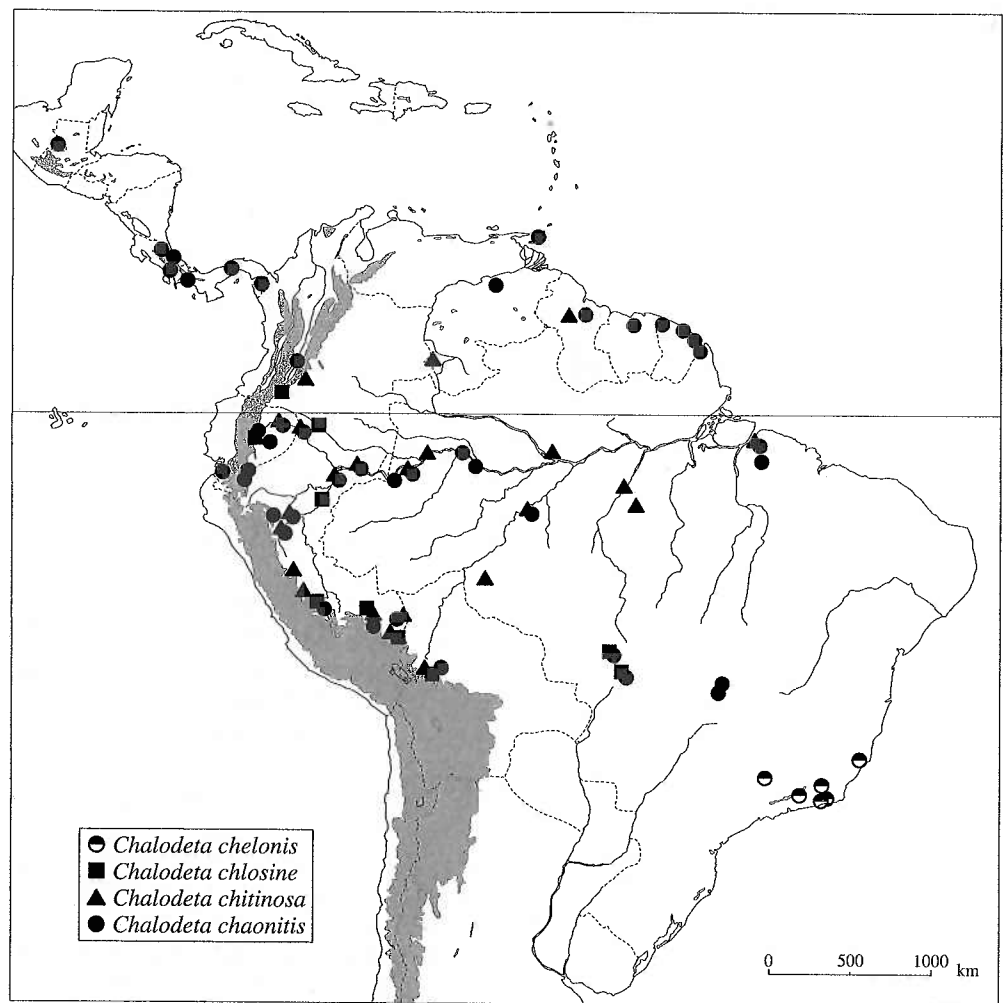 Chalodeta chelonis
Chalodeta chlosine
Chalodeta chitinosa
Chalodeta chaonitis
0 500 1000
km